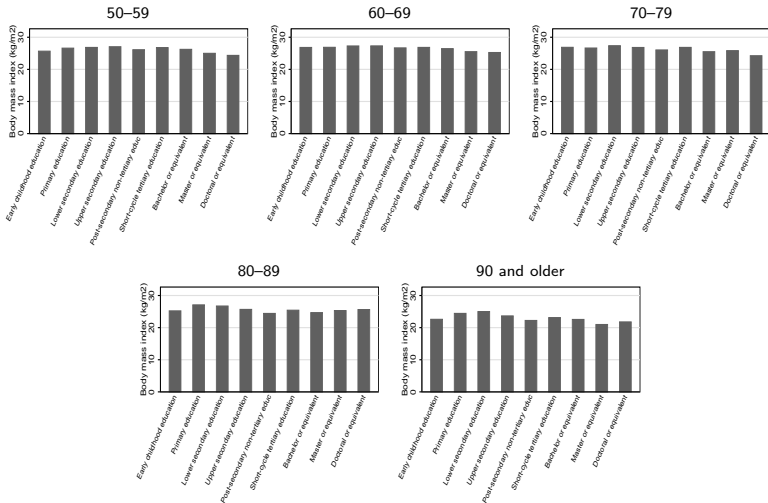 50–59
Body mass index (kg/m2)
0 10 20 30
Early childhood education
Primary education
Lower secondary education
Upper secondary education
Post-secondary non-tertiary educ
Short-cycle tertiary education
Bachelor or equivalent
Master or equivalent
Doctoral or equivalent
60–69
Body mass index (kg/m2)
0 10 20 30
Early childhood education
Primary education
Lower secondary education
Upper secondary education
Post-secondary non-tertiary educ
Short-cycle tertiary education
Bachelor or equivalent
Master or equivalent
Doctoral or equivalent
70–79
Body mass index (kg/m2)
0 10 20 30
Early childhood education
Primary education
Lower secondary education
Upper secondary education
Post-secondary non-tertiary educ
Short-cycle tertiary education
Bachelor or equivalent
Master or equivalent
Doctoral or equivalent
80–89
Body mass index (kg/m2)
0 10 20 30
Early childhood education
Primary education
Lower secondary education
Upper secondary education
Post-secondary non-tertiary educ
Short-cycle tertiary education
Bachelor or equivalent
Master or equivalent
Doctoral or equivalent
90 and older
Body mass index (kg/m2)
0 10 20 30
Early childhood education
Primary education
Lower secondary education
Upper secondary education
Post-secondary non-tertiary educ
Short-cycle tertiary education
Bachelor or equivalent
Master or equivalent
Doctoral or equivalent